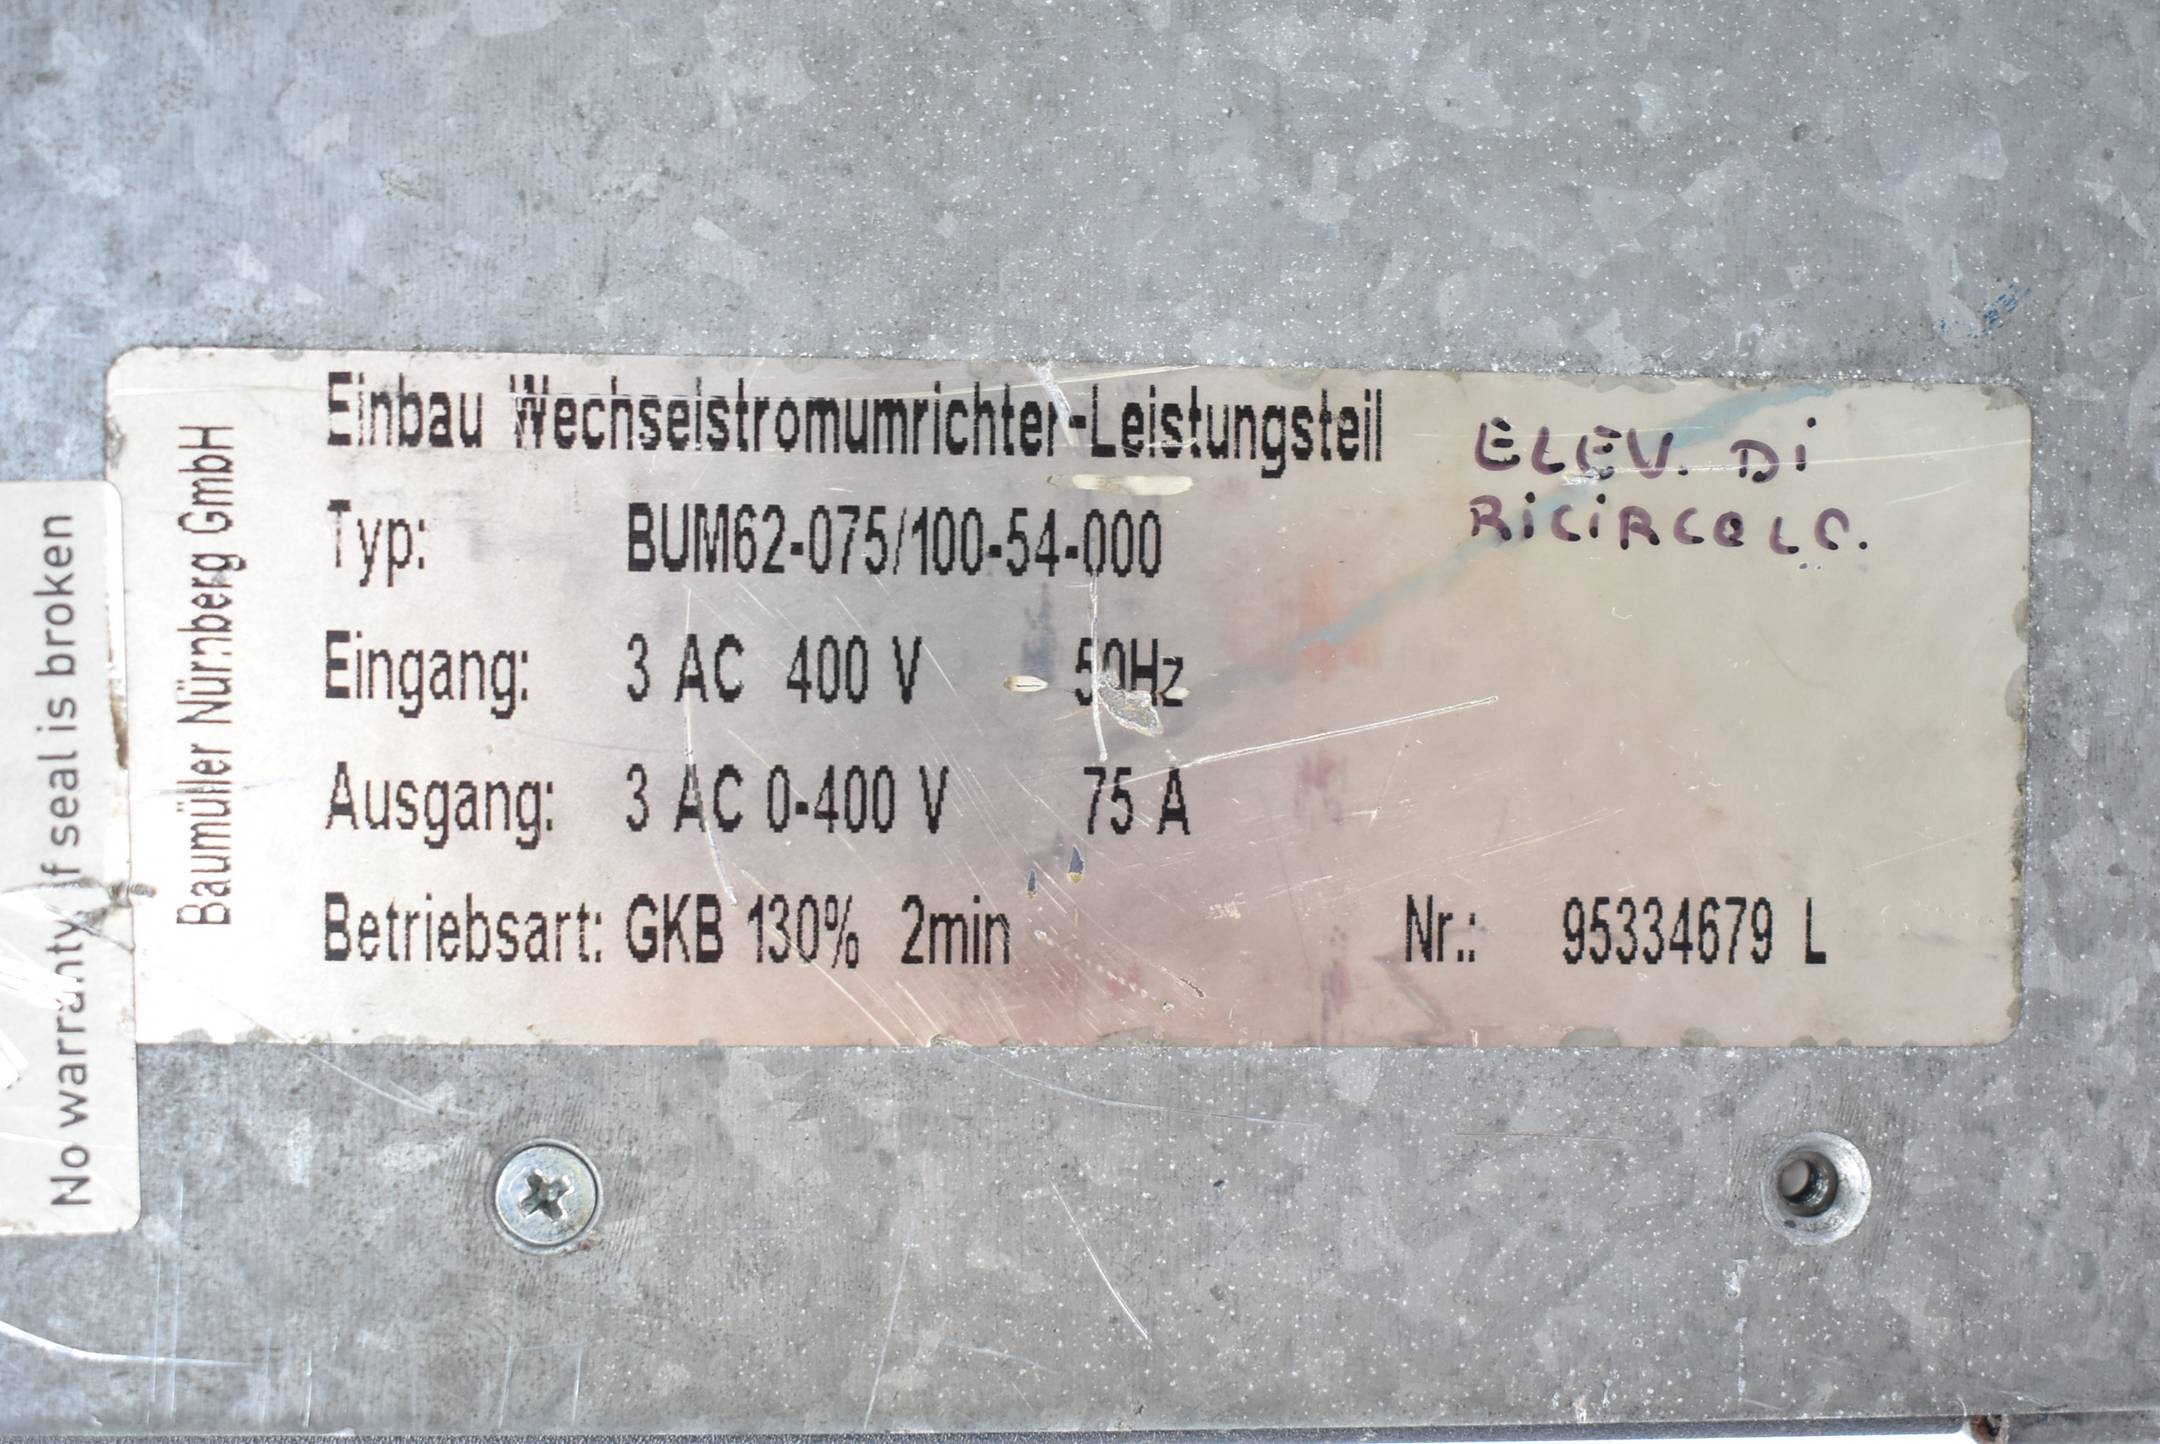 No warranty if seal is broken
Baumüller Nürnberg GmbH
Einbau Wechselstromumrichter-Leistungsteil
Typ: BUM62-075/100-54-000
Eingang: 3 AC 400 V 50Hz
Ausgang: 3 AC 0-400 V 75 A
Betriebsart: GKB 130% 2min Nr.: 95334679 L
ELEV. Di
RiCiRCOLO.